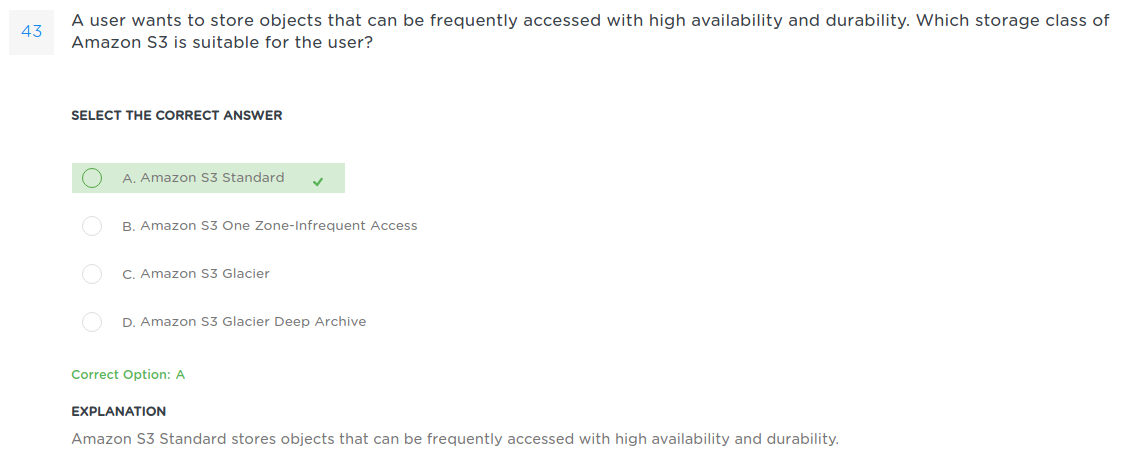 43
A user wants to store objects that can be frequently accessed with high availability and durability. Which storage class of
Amazon S3 is suitable for the user?
SELECT THE CORRECT ANSWER
A. Amazon S3 Standard
B. Amazon S3 One Zone-Infrequent Access
C. Amazon S3 Glacier
D. Amazon S3 Glacier Deep Archive
Correct Option: A
EXPLANATION
Amazon S3 Standard stores objects that can be frequently accessed with high availability and durability.